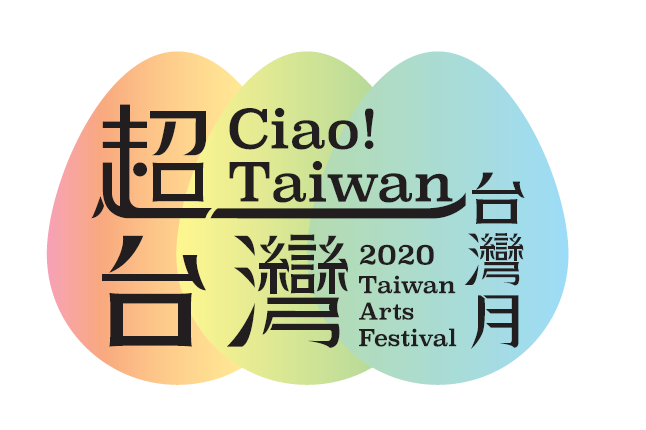 超台灣
Ciao!
Taiwan
2020
Taiwan
Arts
Festival
台灣月